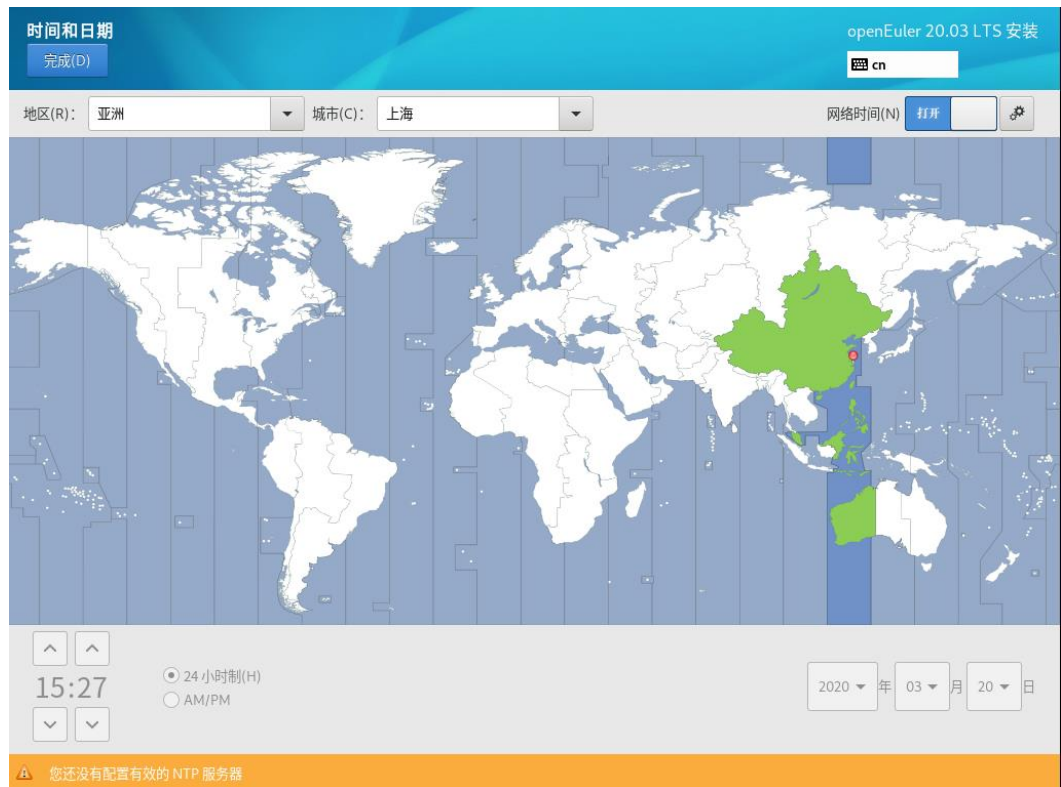 时间和日期
openEuler 20.03 LTS 安装
完成(D)
cn
地区(R): 亚洲 城市(C): 上海 网络时间(N) 打开
15:27
24 小时制(H)
AM/PM
2020 年 03 月 20 日
您还没有配置有效的 NTP 服务器